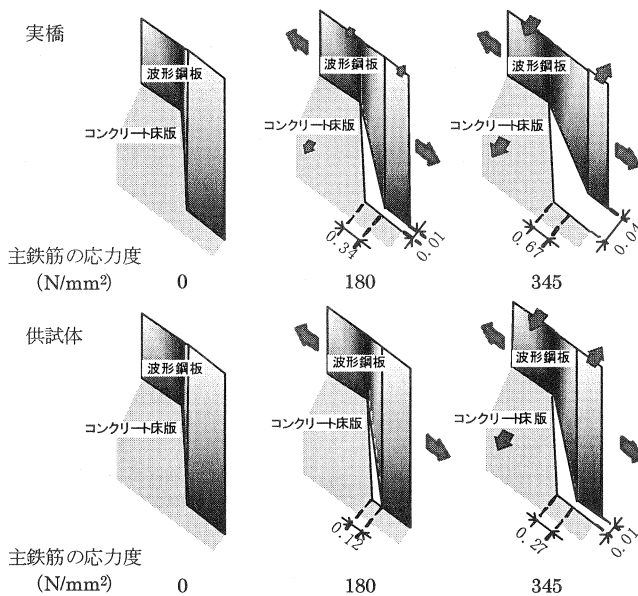 実橋
波形鋼板
コンクリート床版
波形鋼板
コンクリート床版
0.34
0.01
波形鋼板
コンクリート床版
0.67
0.04
主鉄筋の応力度
(N/mm²) 0 180 345
供試体
波形鋼板
コンクリート床版
波形鋼板
コンクリート床版
0.12
波形鋼板
コンクリート床版
0.27
0.01
主鉄筋の応力度
(N/mm²) 0 180 345